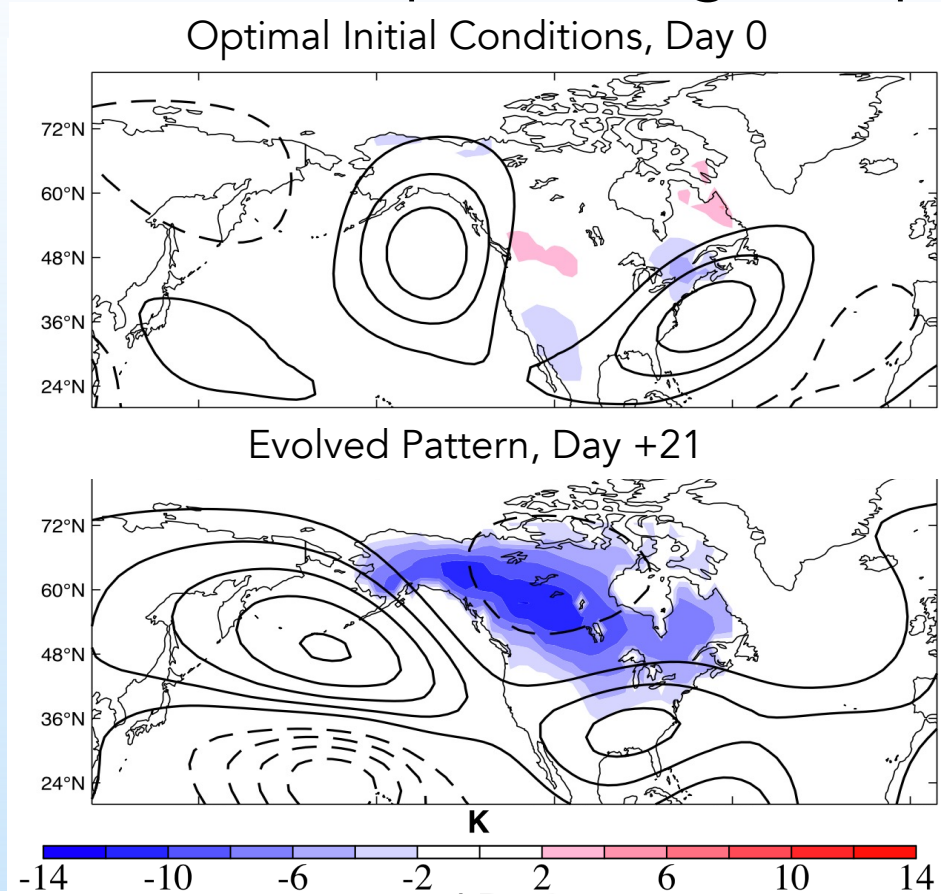 Optimal Initial Conditions, Day 0
72°N
60°N
48°N
36°N
24°N
Evolved Pattern, Day +21
72°N
60°N
48°N
36°N
24°N
K
-14 -10 -6 -2 2 6 10 14